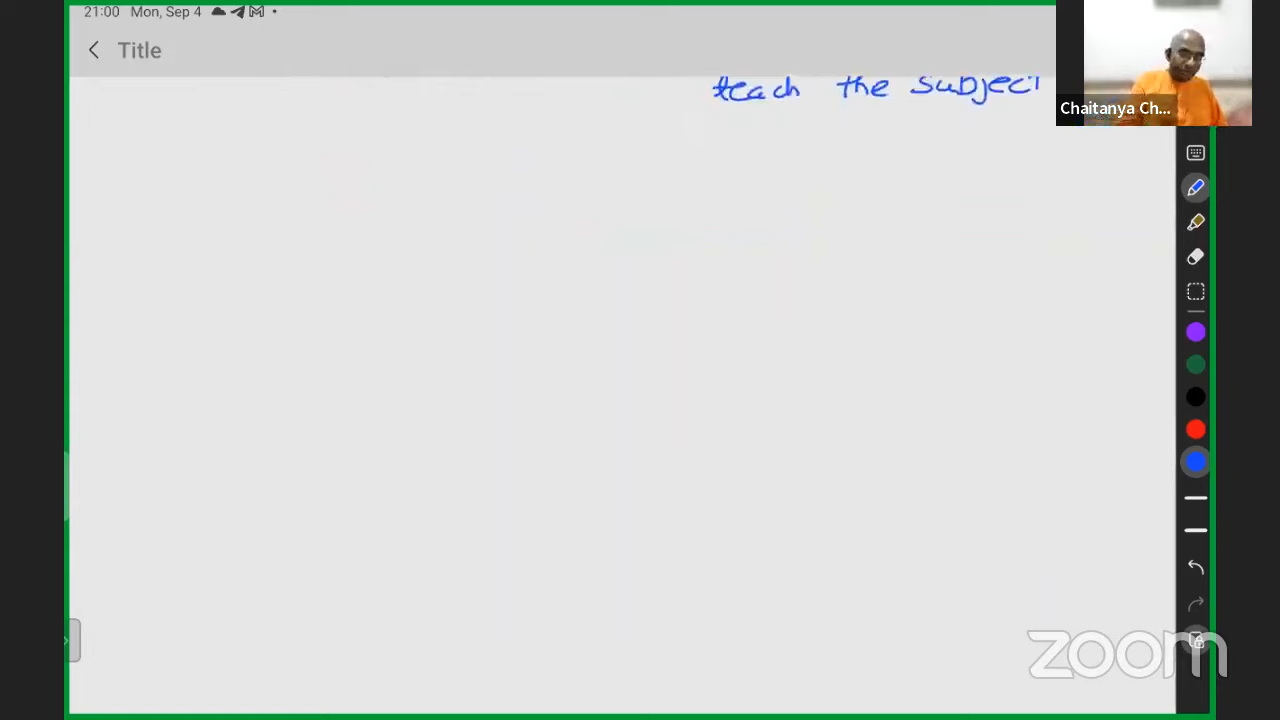 21:00 Mon, Sep 4
Title
teach the subject
Chaitanya Ch...
zoom